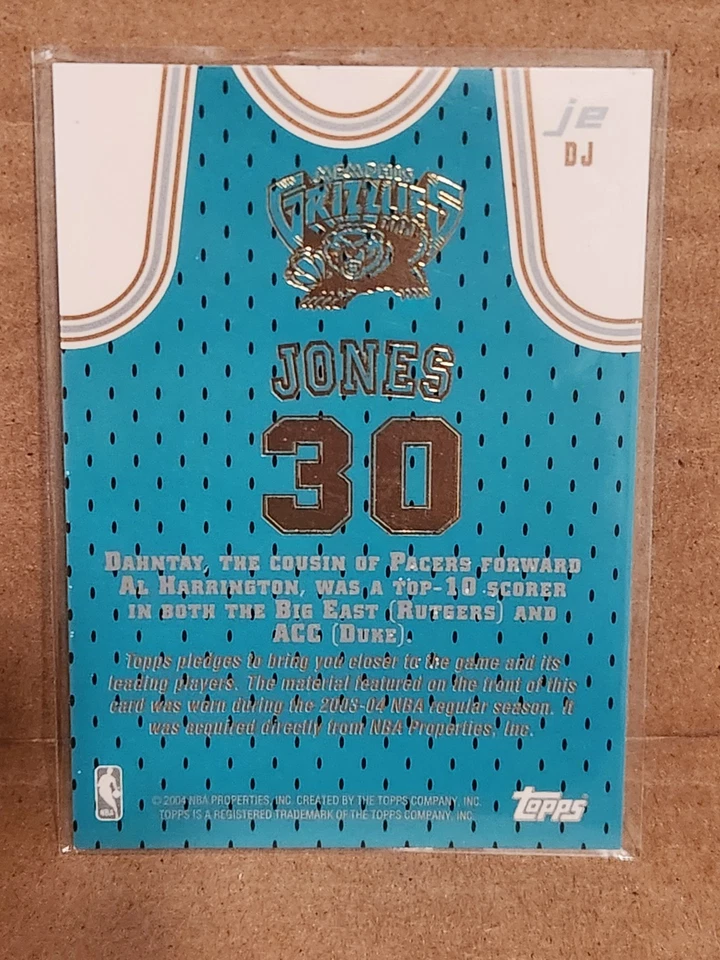 je
DJ
MEMPHIS
GRIZZLIES
JONES
30
DAHNTAY, THE COUSIN OF PACERS FORWARD
AL HARRINGTON, WAS A TOP-10 SCORER
IN BOTH THE BIG EAST (RUTGERS) AND
ACC (DUKE).
Topps pledges to bring you closer to the game and its
leading players. The material featured on the front of this
card was worn during the 2003-04 NBA regular season. It
was acquired directly from NBA Properties, Inc.
NBA
© 2004 NBA PROPERTIES, INC. CREATED BY THE TOPPS COMPANY, INC.
TOPPS IS A REGISTERED TRADEMARK OF THE TOPPS COMPANY, INC.
topps